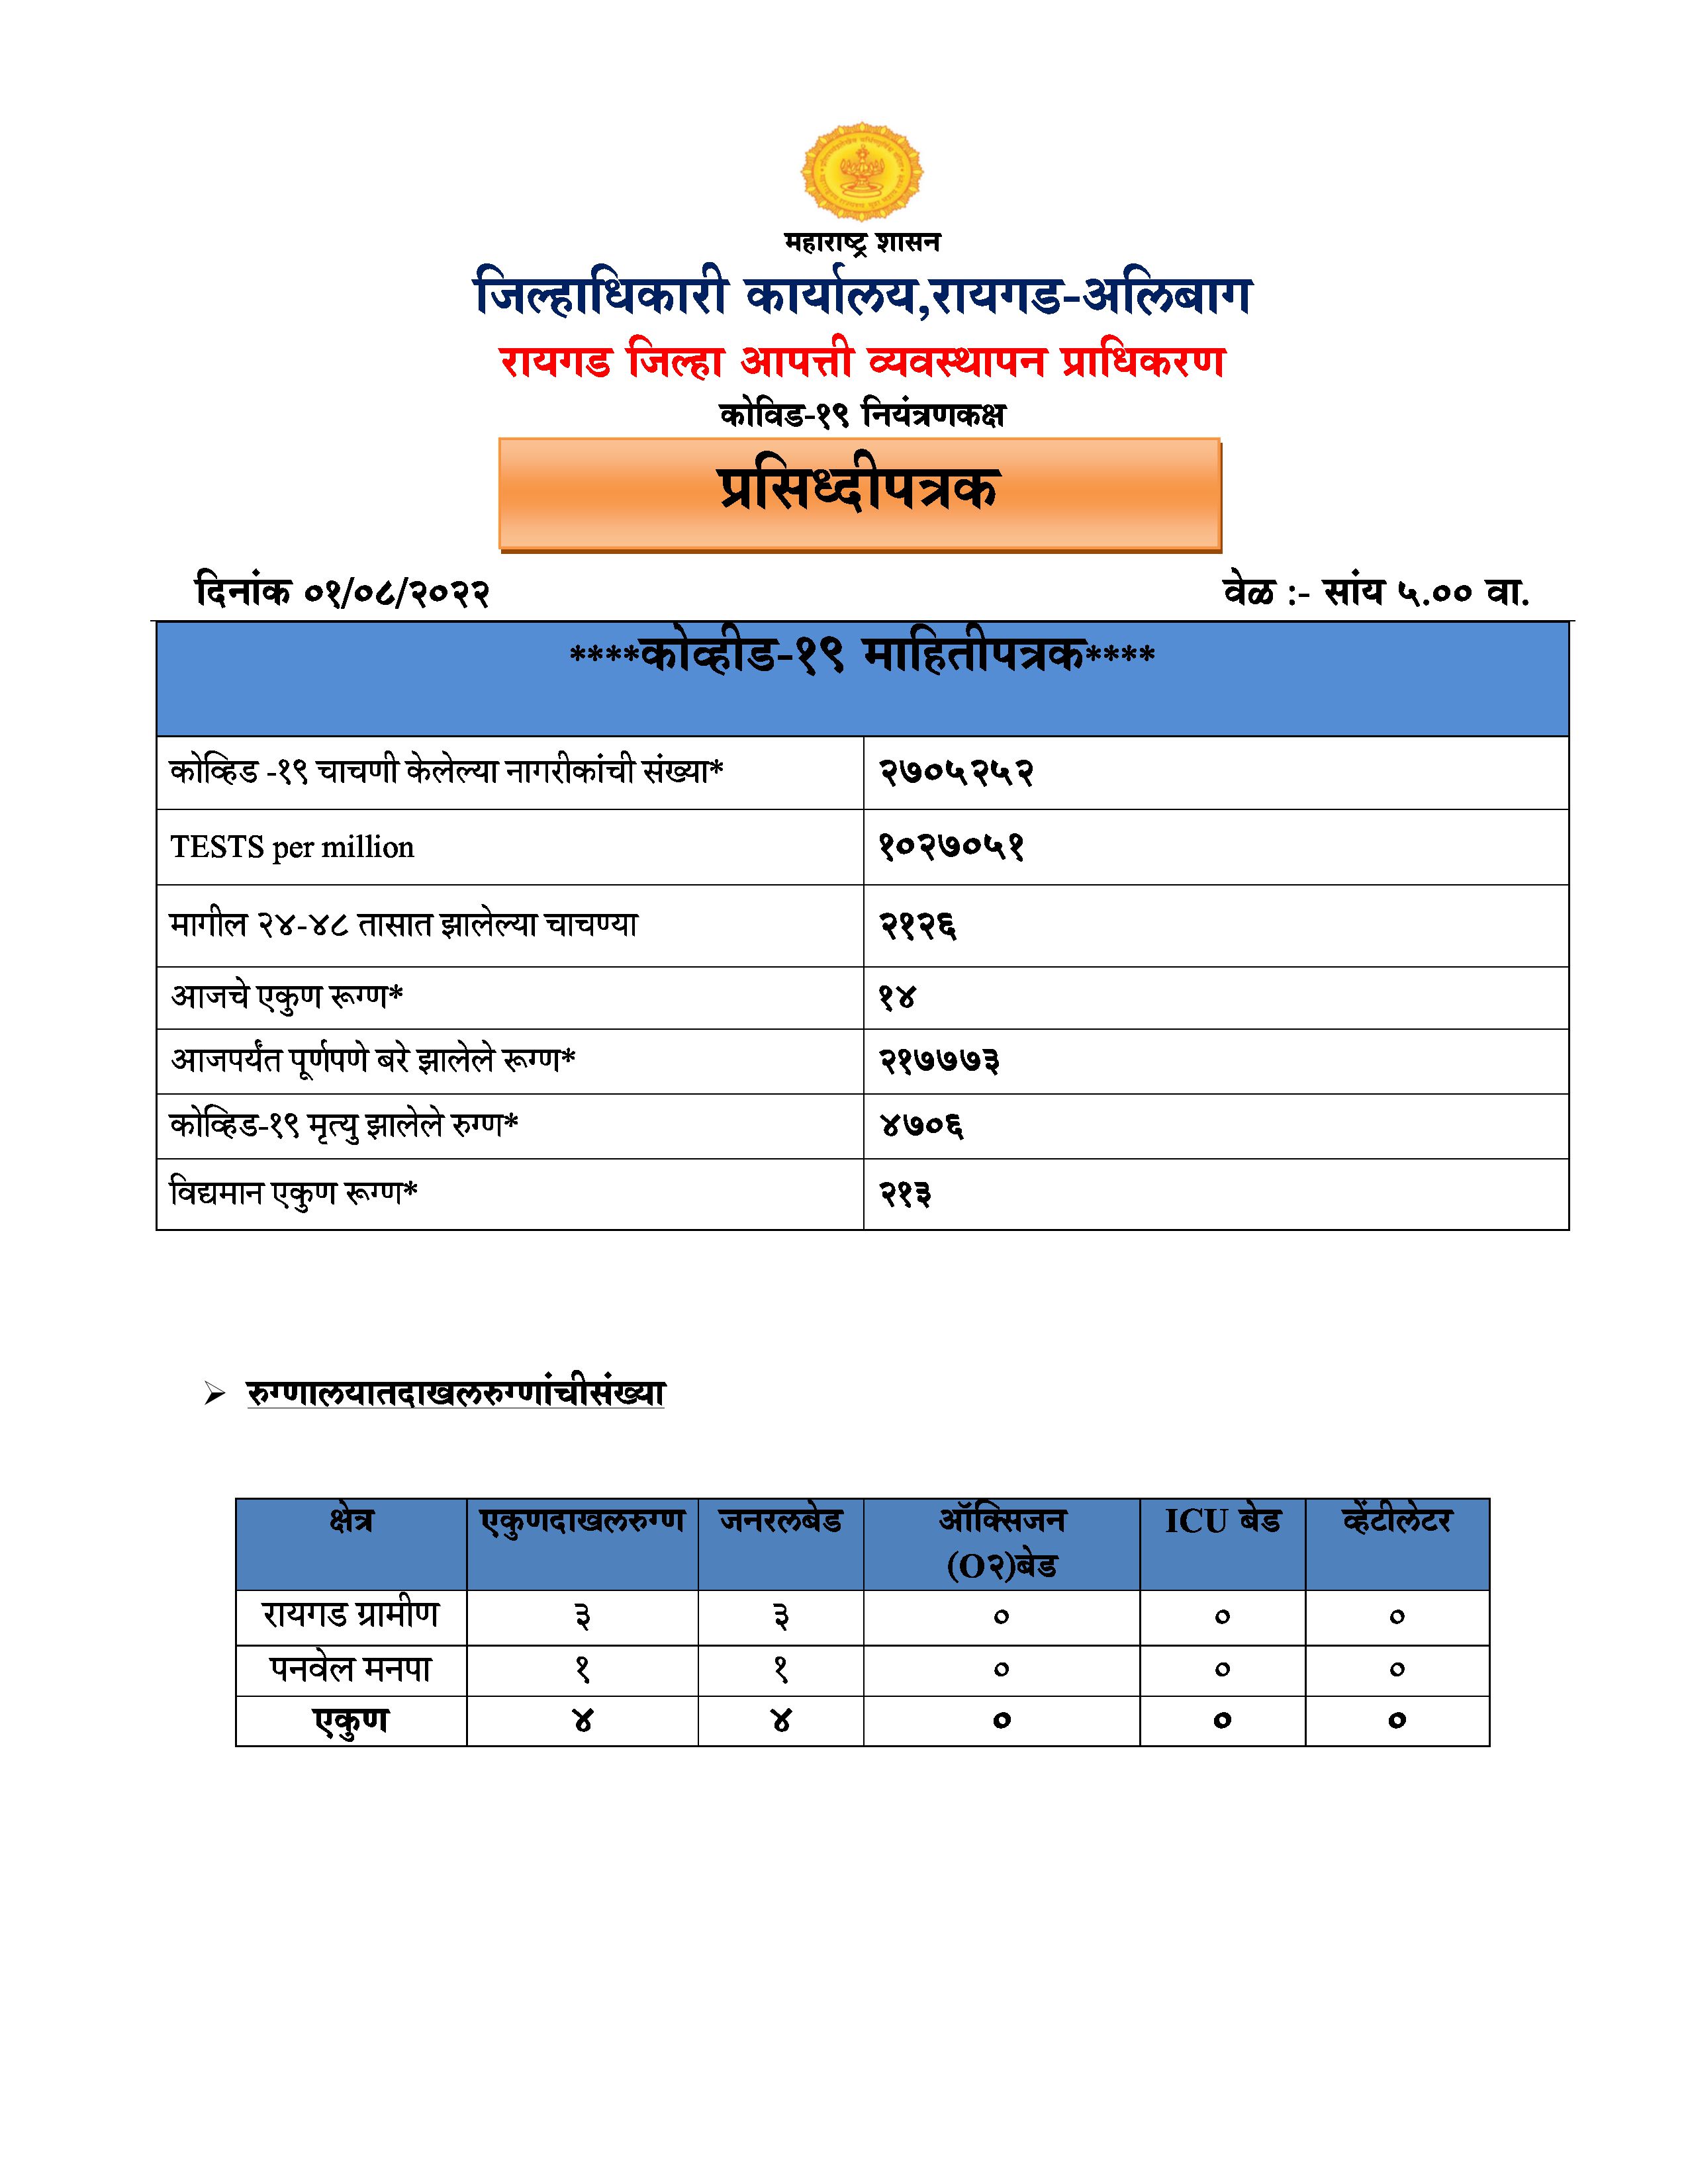 महाराष्ट्र शासन
जिल्हाधिकारी कार्यालय,रायगड-अलिबाग
रायगड जिल्हा आपत्ती व्यवस्थापन प्राधिकरण
कोविड-१९ नियंत्रणकक्ष
प्रसिध्दीपत्रक
दिनांक ०१/०८/२०२२ वेळ :- सांय ५.०० वा.
****कोव्हीड-१९ माहितीपत्रक****
कोव्हिड -१९ चाचणी केलेल्या नागरीकांची संख्या* २७०५२५२
TESTS per million १०२७०५१
मागील २४-४८ तासात झालेल्या चाचण्या २१२६
आजचे एकुण रूग्ण* १४
आजपर्यंत पूर्णपणे बरे झालेले रूग्ण* २१७७७३
कोव्हिड-१९ मृत्यु झालेले रुग्ण* ४७०६
विद्यमान एकुण रूग्ण* २१३
➢ रुग्णालयातदाखलरुग्णांचीसंख्या
क्षेत्र एकुणदाखलरुग्ण जनरलबेड ऑक्सिजन (O२)बेड ICU बेड व्हेंटीलेटर
रायगड ग्रामीण ३ ३ ० ० ०
पनवेल मनपा १ १ ० ० ०
एकुण ४ ४ ० ० ०